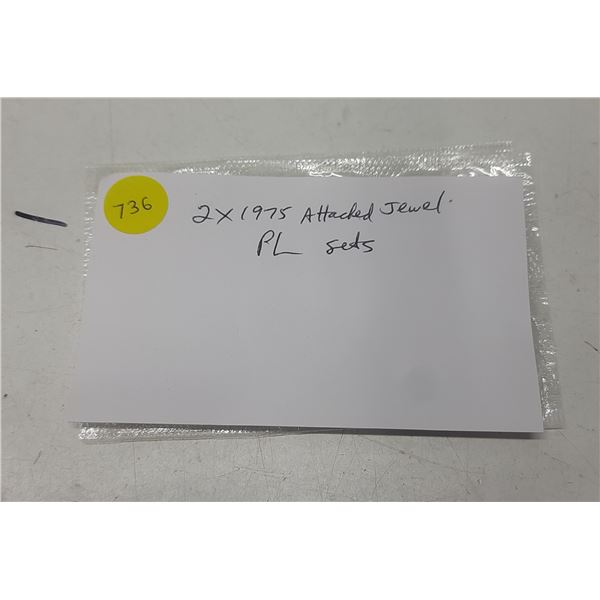 736
2x1975 Attached Jewel.
PL sets